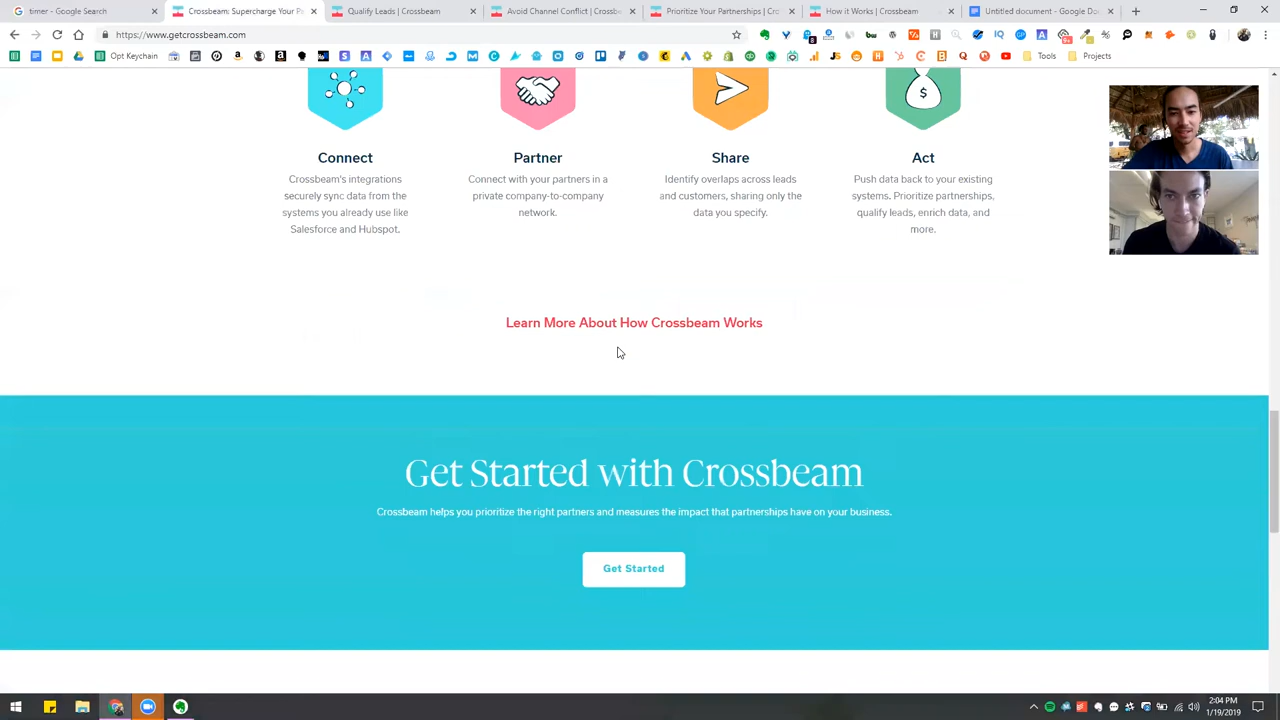 timer - Google Search
Crossbeam: Supercharge Your Pa
Qualify Leads | Crossbeam
Avoid Channel Conflict | Crossbe
Prioritize Your Partnerships | Cro
How it Works | Crossbeam
Untitled document - Google Do
https://www.getcrossbeam.com
Opt Keychain
Tools
Projects
Connect
Crossbeam's integrations
securely sync data from the
systems you already use like
Salesforce and Hubspot.
Partner
Connect with your partners in a
private company-to-company
network.
Share
Identify overlaps across leads
and customers, sharing only the
data you specify.
Act
Push data back to your existing
systems. Prioritize partnerships,
qualify leads, enrich data, and
more.
Learn More About How Crossbeam Works
Get Started with Crossbeam
Crossbeam helps you prioritize the right partners and measures the impact that partnerships have on your business.
Get Started
2:04 PM
1/19/2019